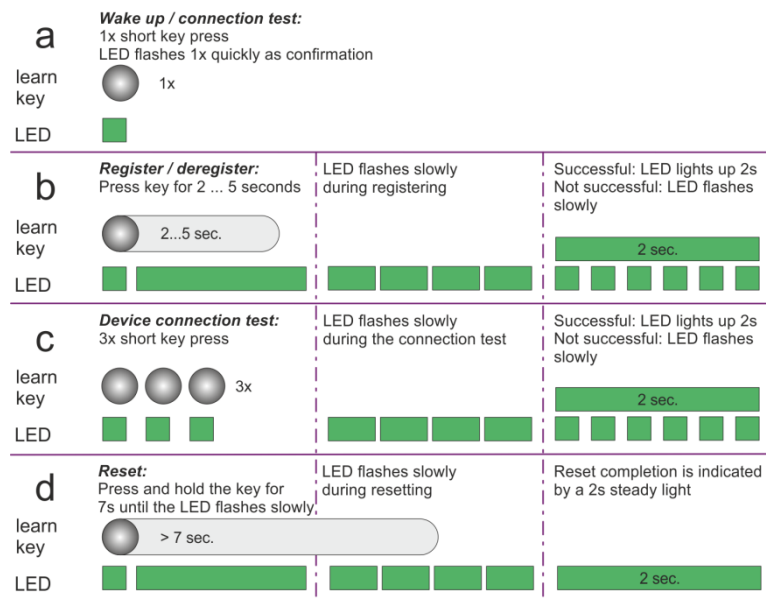 a
Wake up / connection test:
1x short key press
LED flashes 1x quickly as confirmation
learn
key
1x
LED
b
Register / deregister:
Press key for 2 ... 5 seconds
LED flashes slowly
during registering
Successful: LED lights up 2s
Not successful: LED flashes
slowly
learn
key
2...5 sec.
2 sec.
LED
c
Device connection test:
3x short key press
LED flashes slowly
during the connection test
Successful: LED lights up 2s
Not successful: LED flashes
slowly
learn
key
3x
2 sec.
LED
d
Reset:
Press and hold the key for
7s until the LED flashes slowly
LED flashes slowly
during resetting
Reset completion is indicated
by a 2s steady light
learn
key
> 7 sec.
LED
2 sec.